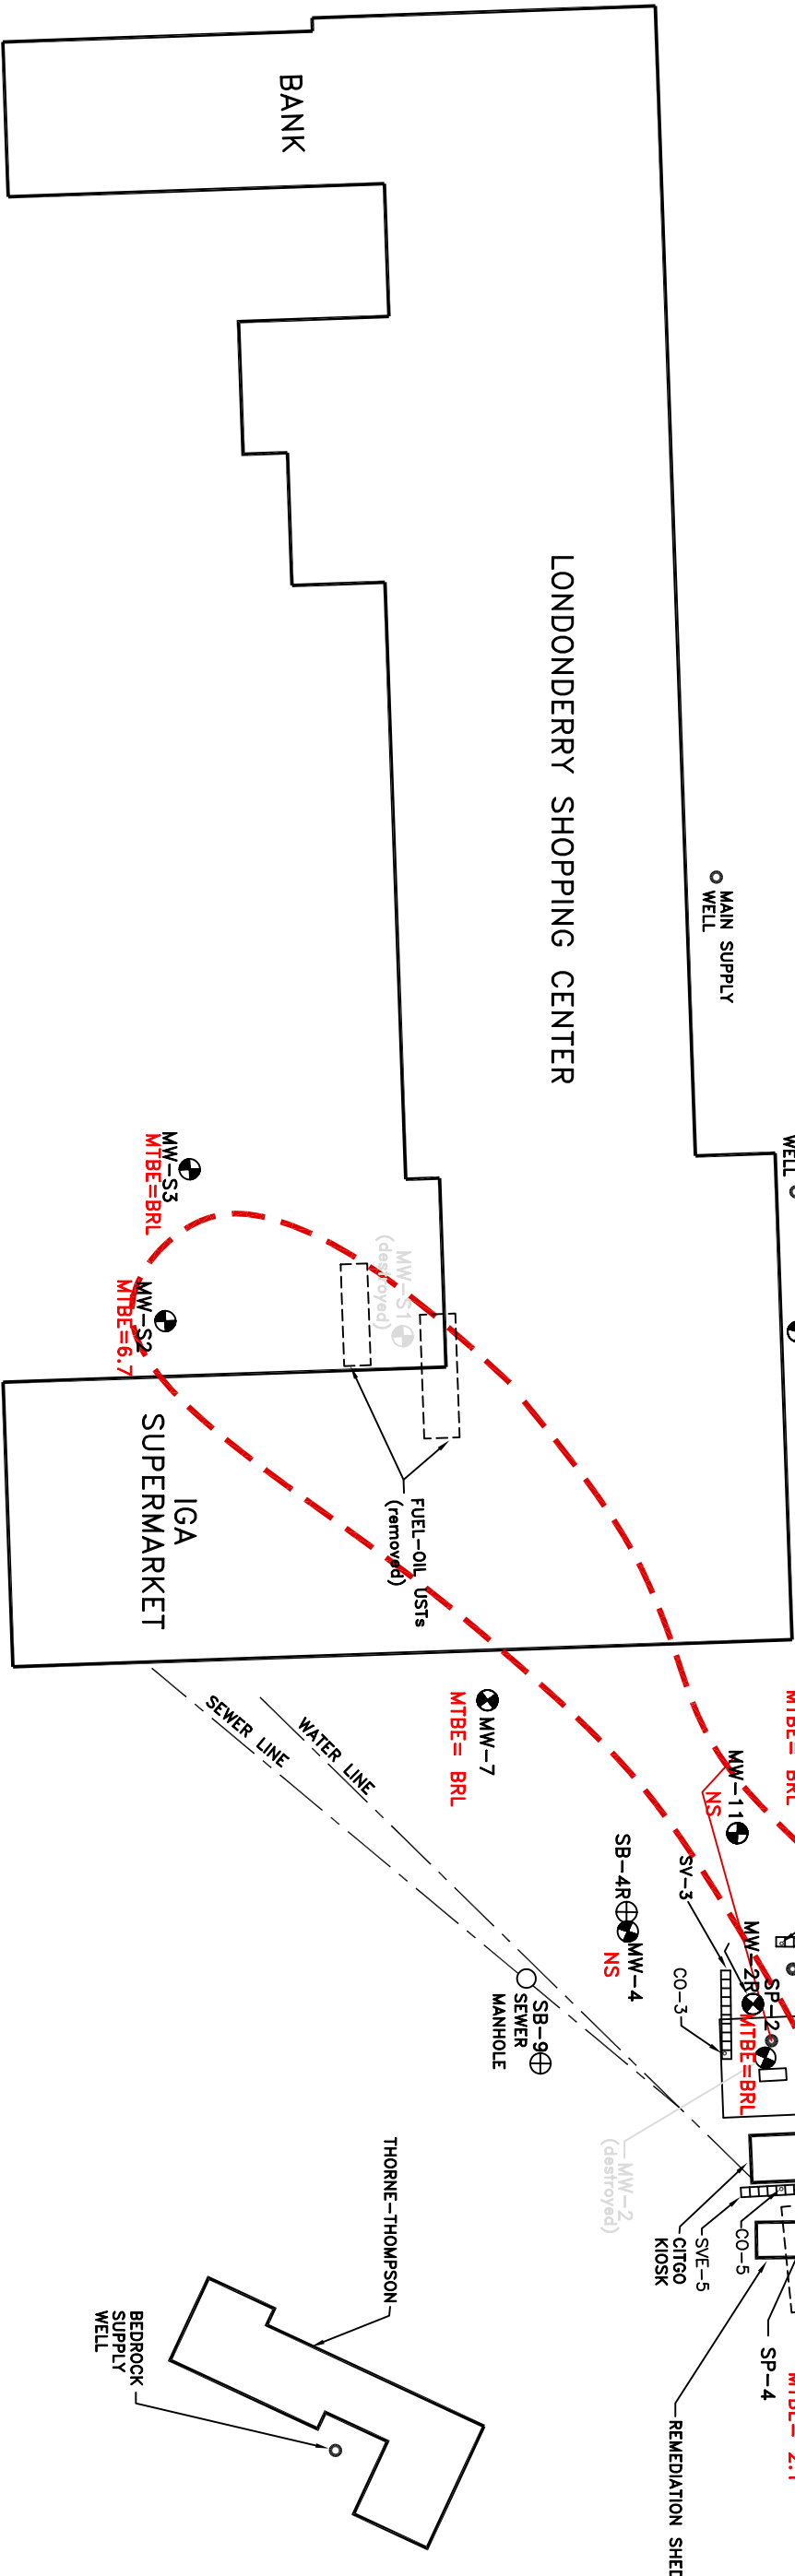 BANK
LONDONDERRY SHOPPING CENTER
MAIN SUPPLY
WELL
WELL
MW-S3
MTBE=BRL
MW-S2
MTBE=6.7
MW-S1
(destroyed)
IGA
SUPERMARKET
FUEL-OIL USTs
(removed)
SEWER LINE
WATER LINE
MW-7
MTBE= BRL
MTBE= BRL
MW-11
NS
SV-3
SB-4R
MW-4
NS
CO-3
MW-2R
SP-2
MTBE=BRL
SB-9
SEWER
MANHOLE
MW-2
(destroyed)
CITGO
KIOSK
SVE-5
CO-5
SP-4
REMEDIATION SHED
THORNE-THOMPSON
BEDROCK
SUPPLY
WELL